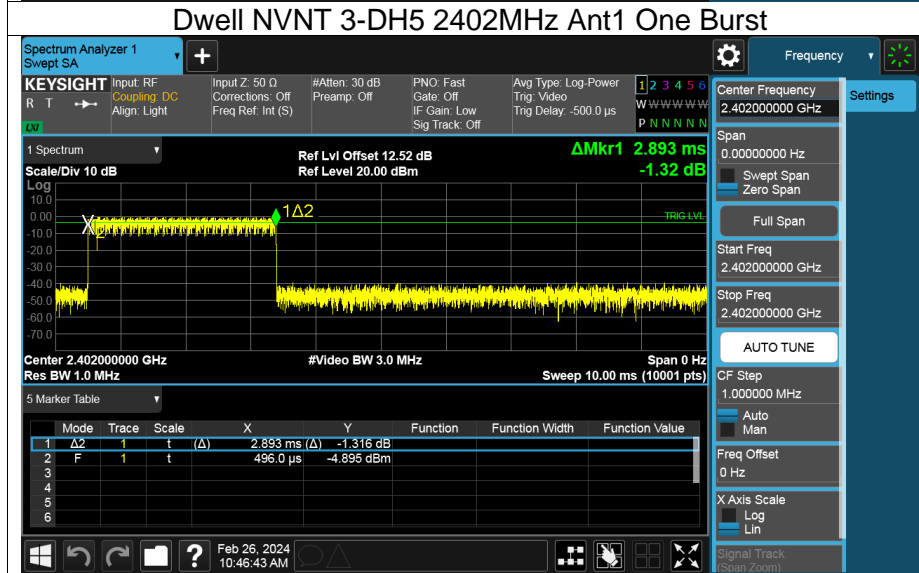 Dwell NVNT 3-DH5 2402MHz Ant1 One Burst
Spectrum Analyzer 1
Swept SA
+
Frequency
KEYSIGHT
R T
LXI
Input: RF
Coupling: DC
Align: Light
Input Z: 50 Ω
Corrections: Off
Freq Ref: Int (S)
#Atten: 30 dB
Preamp: Off
PNO: Fast
Gate: Off
IF Gain: Low
Sig Track: Off
Avg Type: Log-Power
Trig: Video
Trig Delay: -500.0 µs
1 2 3 4 5 6
W W W W W W
P N N N N N
1 Spectrum
Scale/Div 10 dB
Ref Lvl Offset 12.52 dB
Ref Level 20.00 dBm
ΔMkr1 2.893 ms
-1.32 dB
Log
10.0
0.00
-10.0
-20.0
-30.0
-40.0
-50.0
-60.0
-70.0
X2
1Δ2
TRIG LVL
Center 2.402000000 GHz
#Video BW 3.0 MHz
Span 0 Hz
Res BW 1.0 MHz
Sweep 10.00 ms (10001 pts)
5 Marker Table
Mode Trace Scale X Y Function Function Width Function Value
1 Δ2 1 t (Δ) 2.893 ms (Δ) -1.316 dB
2 F 1 t 496.0 µs -4.895 dBm
3
4
5
6
?
Feb 26, 2024
10:46:43 AM
Center Frequency
2.402000000 GHz
Settings
Span
0.00000000 Hz
Swept Span
Zero Span
Full Span
Start Freq
2.402000000 GHz
Stop Freq
2.402000000 GHz
AUTO TUNE
CF Step
1.000000 MHz
Auto
Man
Freq Offset
0 Hz
X Axis Scale
Log
Lin
Signal Track
(Span Zoom)